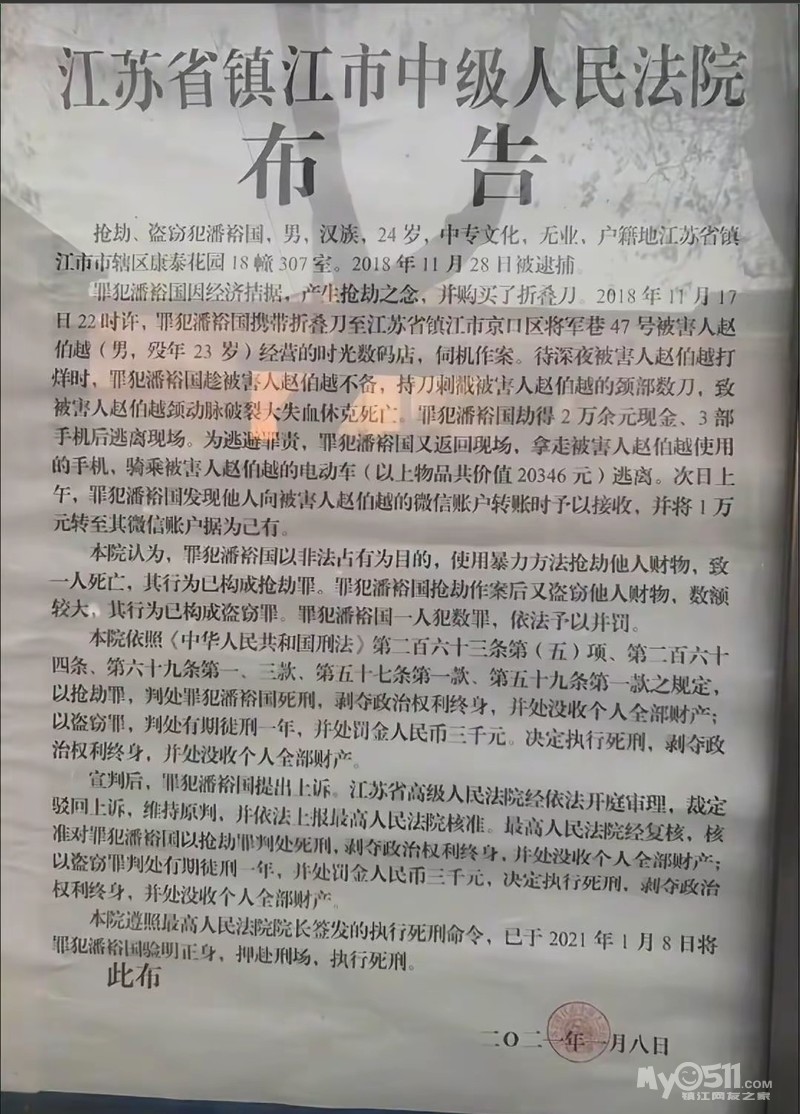 江苏省镇江市中级人民法院
布 告
抢劫、盗窃犯潘裕国，男，汉族，24岁，中专文化，无业，户籍地江苏省镇
江市市辖区康泰花园18幢307室。2018年11月28日被逮捕。
罪犯潘裕国因经济拮据，产生抢劫之念，并购买了折叠刀。2018年11月17
日22时许，罪犯潘裕国携带折叠刀至江苏省镇江市京口区将军巷47号被害人赵
伯越（男，殁年23岁）经营的时光数码店，伺机作案。待深夜被害人赵伯越打
烊时，罪犯潘裕国趁被害人赵伯越不备，持刀刺戳被害人赵伯越的颈部数刀，致
被害人赵伯越颈动脉破裂大失血休克死亡。罪犯潘裕国劫得2万余元现金、3部
手机后逃离现场。为逃避罪责，罪犯潘裕国又返回现场，拿走被害人赵伯越使用
的手机，骑乘被害人赵伯越的电动车（以上物品共价值20346元）逃离。次日上
午，罪犯潘裕国发现他人向被害人赵伯越的微信账户转账时予以接收，并将1万
元转至其微信账户据为己有。
本院认为，罪犯潘裕国以非法占有为目的，使用暴力方法抢劫他人财物，致
一人死亡，其行为已构成抢劫罪。罪犯潘裕国抢劫作案后又盗窃他人财物，数额
较大，其行为已构成盗窃罪。罪犯潘裕国一人犯数罪，依法予以并罚。
本院依照《中华人民共和国刑法》第二百六十三条第（五）项、第二百六十
四条、第六十九条第一、三款、第五十七条第一款、第五十九条第一款之规定，
以抢劫罪，判处罪犯潘裕国死刑，剥夺政治权利终身，并处没收个人全部财产；
以盗窃罪，判处有期徒刑一年，并处罚金人民币三千元。决定执行死刑，剥夺政
治权利终身，并处没收个人全部财产。
宣判后，罪犯潘裕国提出上诉。江苏省高级人民法院经依法开庭审理，裁定
驳回上诉，维持原判，并依法上报最高人民法院核准。最高人民法院经复核，核
准对罪犯潘裕国以抢劫罪判处死刑，剥夺政治权利终身，并处没收个人全部财产；
以盗窃罪判处有期徒刑一年，并处罚金人民币三千元，决定执行死刑，剥夺政治
权利终身，并处没收个人全部财产。
本院遵照最高人民法院院长签发的执行死刑命令，已于2021年1月8日将
罪犯潘裕国验明正身，押赴刑场，执行死刑。
此布
二〇二一年一月八日
My0511.COM
镇江网友之家